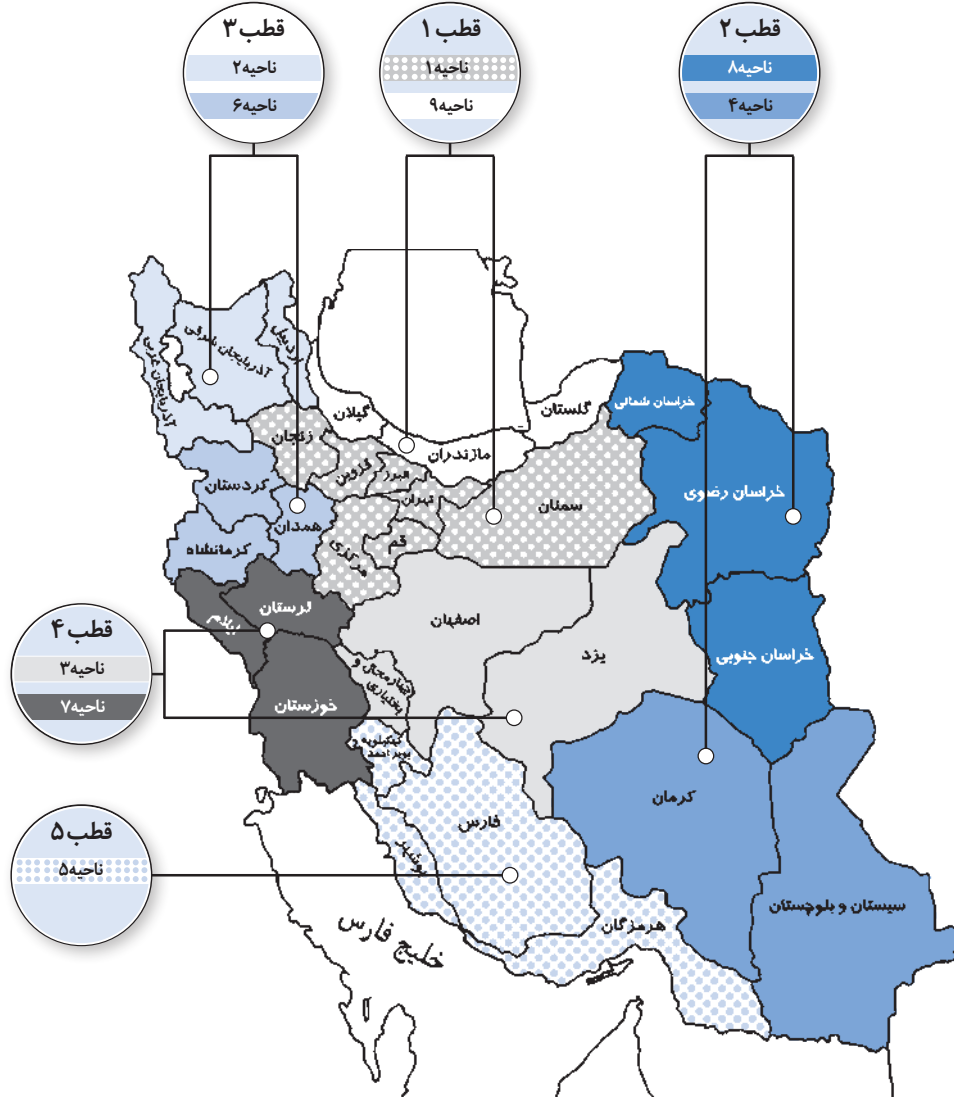 قطب ۳
ناحیه۲
ناحیه۶
قطب ۱
ناحیه۱
ناحیه۹
قطب ۲
ناحیه۸
ناحیه۴
آذربایجان غربی
آذربایجان شرقی
اردبیل
گیلان
مازندران
گلستان
خراسان شمالی
زنجان
قزوین
البرز
تهران
سمنان
خراسان رضوی
کردستان
همدان
مرکزی
قم
کرمانشاه
لرستان
ایلام
اصفهان
یزد
خراسان جنوبی
قطب ۴
ناحیه۳
ناحیه۷
چهارمحال و
بختیاری
خوزستان
کهگیلویه و
بویر احمد
کرمان
قطب ۵
ناحیه۵
فارس
بوشهر
سیستان و بلوچستان
هرمزگان
خلیج فارس